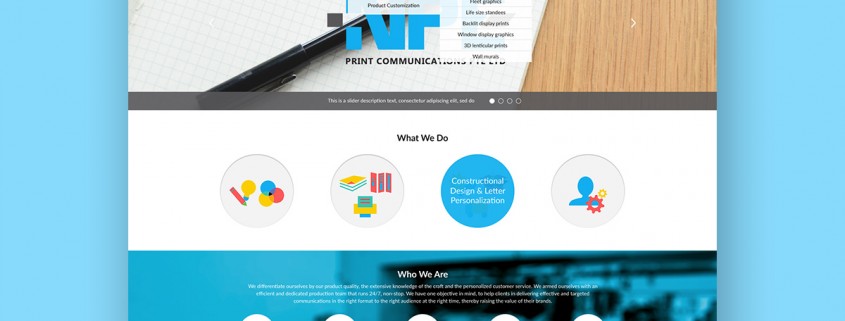 Fleet graphics
Product Customization
Life size standees
Backlit display prints
Window display graphics
3D lenticular prints
Wall murals
PRINT COMMUNICATIONS PTE LTD
This is a slider description text, consectetur adipiscing elit, sed do
What We Do
Constructional
Design & Letter
Personalization
Who We Are
We differentiate ourselves by our product quality, the extensive knowledge of the craft and the personalized customer service. We armed ourselves with an
efficient and dedicated production team that runs 24/7, non-stop. We have one objective in mind, to help clients in delivering effective and targeted
communications in the right format to the right audience at the right time, thereby raising the value of their brands.